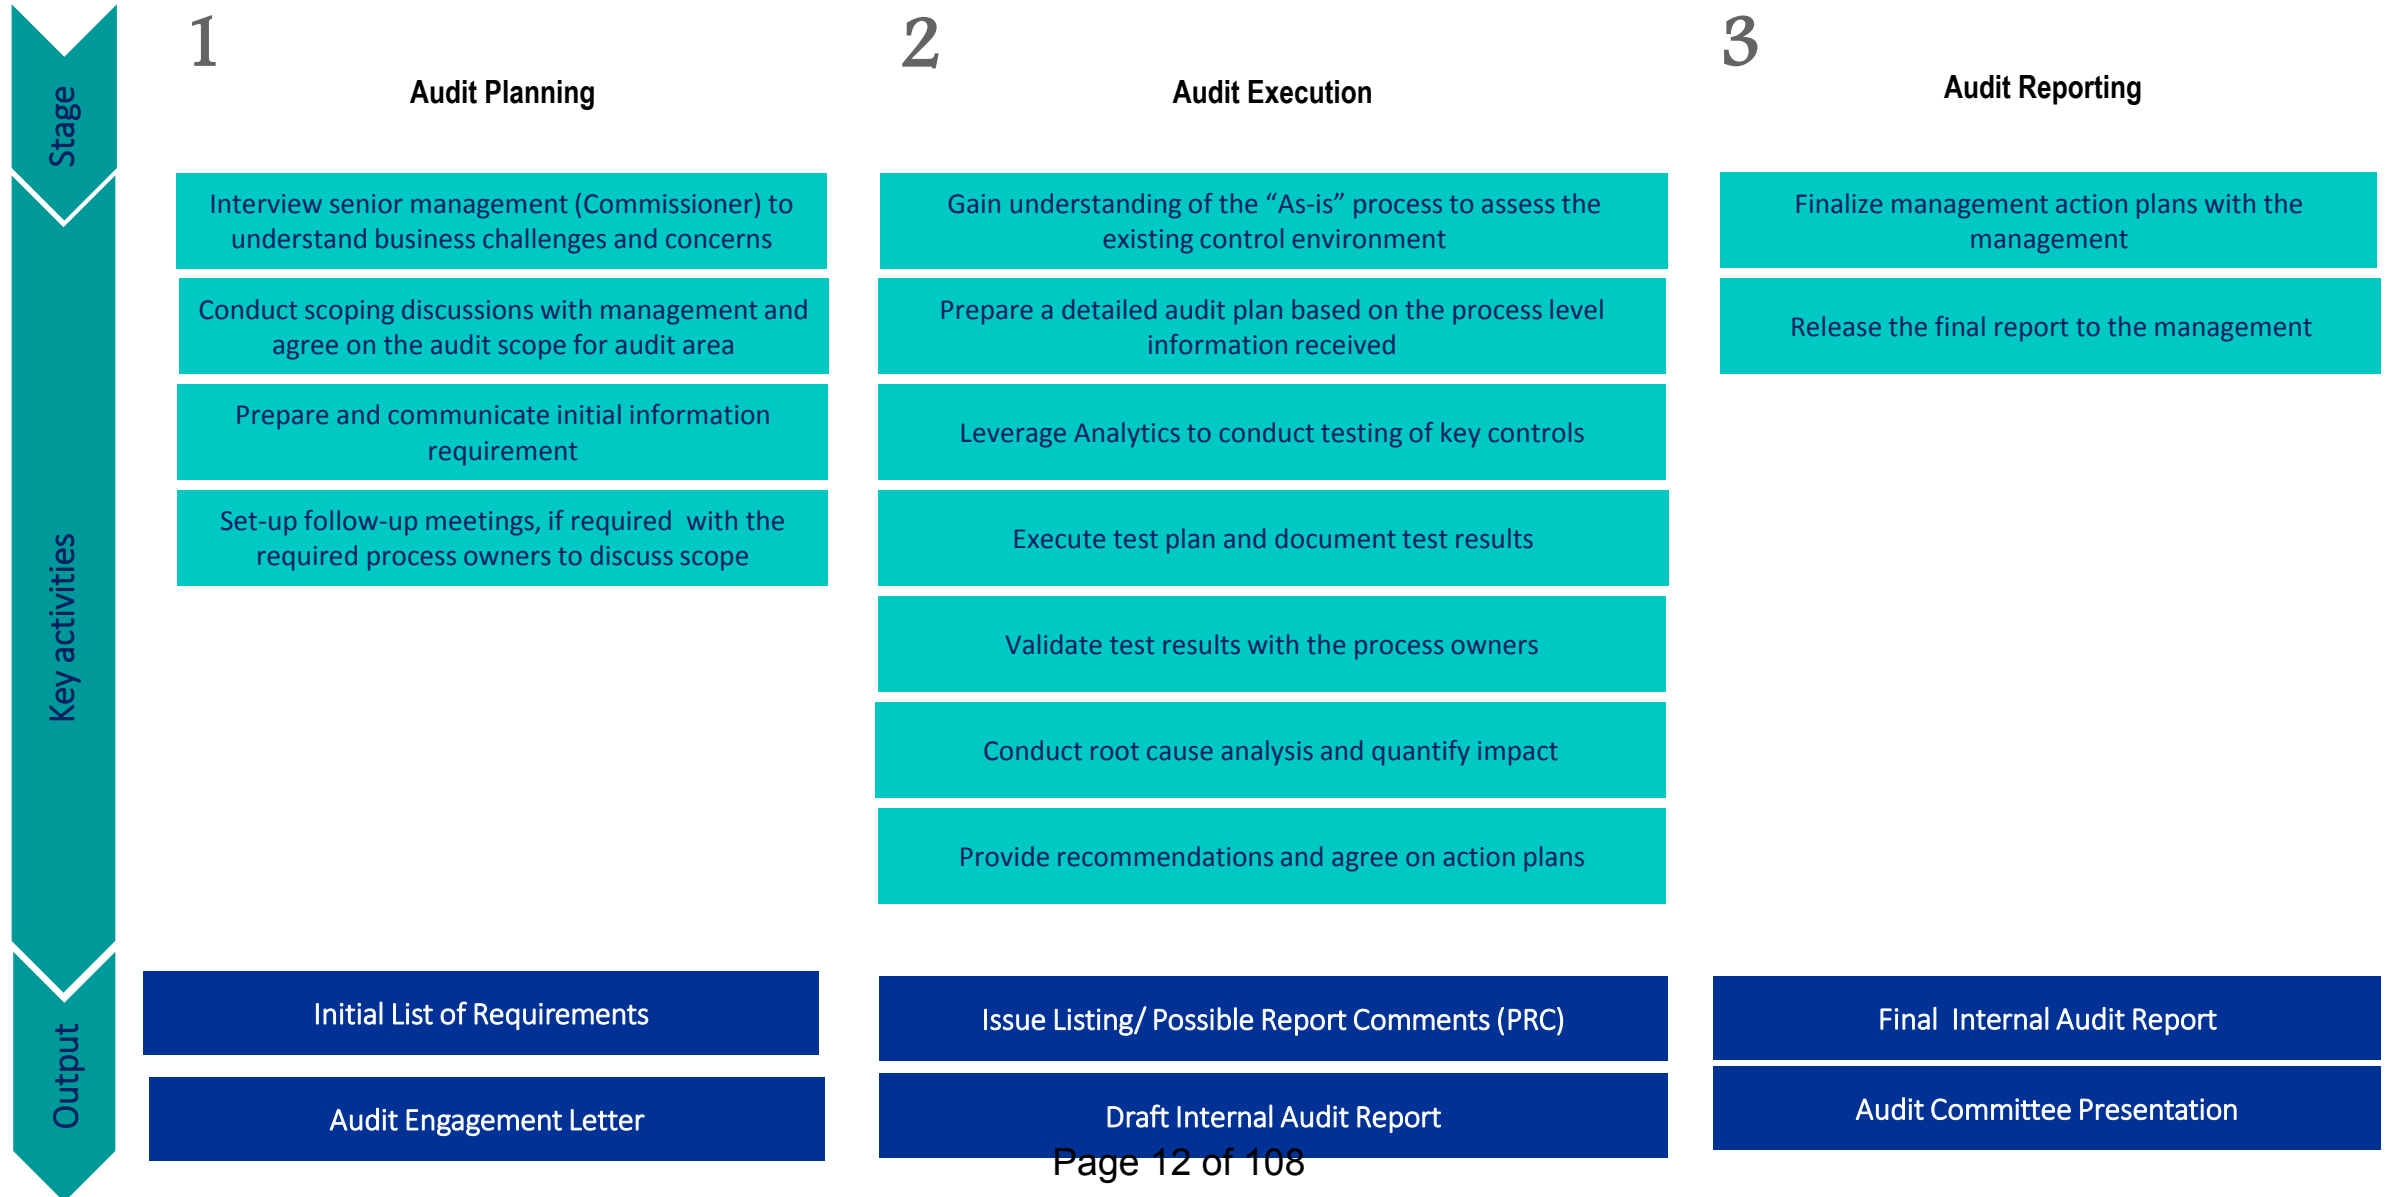 Stage
1
Audit Planning
2
Audit Execution
3
Audit Reporting
Key activities
Interview senior management (Commissioner) to
understand business challenges and concerns
Conduct scoping discussions with management and
agree on the audit scope for audit area
Prepare and communicate initial information
requirement
Set-up follow-up meetings, if required  with the
required process owners to discuss scope
Gain understanding of the “As-is” process to assess the
existing control environment
Prepare a detailed audit plan based on the process level
information received
Leverage Analytics to conduct testing of key controls
Execute test plan and document test results
Validate test results with the process owners
Conduct root cause analysis and quantify impact
Provide recommendations and agree on action plans
Finalize management action plans with the
management
Release the final report to the management
Output
Initial List of Requirements
Audit Engagement Letter
Issue Listing/ Possible Report Comments (PRC)
Draft Internal Audit Report
Final  Internal Audit Report
Audit Committee Presentation
Page 12 of 108